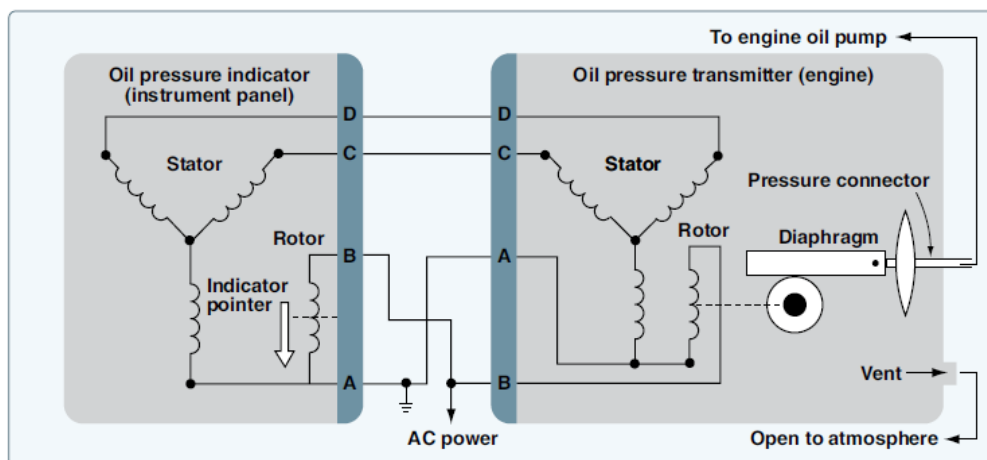 To engine oil pump
Oil pressure indicator
(instrument panel)
Oil pressure transmitter (engine)
D
D
C
C
Stator
Stator
Pressure connector
Rotor
B
A
Rotor
Diaphragm
Indicator
pointer
A
B
Vent
AC power
Open to atmosphere